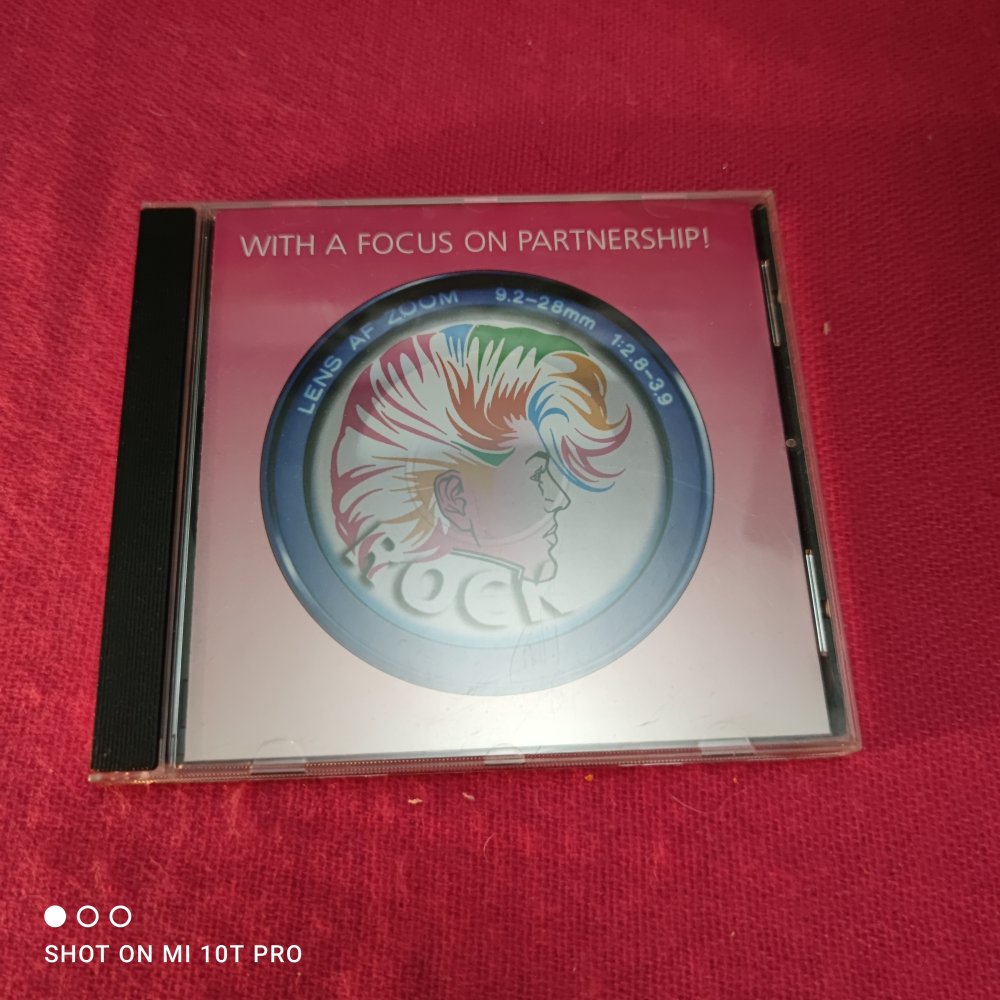 WITH A FOCUS ON PARTNERSHIP!
LENS AF ZOOM 9.2–28mm 1:2.8–3.9
ROCK
SHOT ON MI 10T PRO